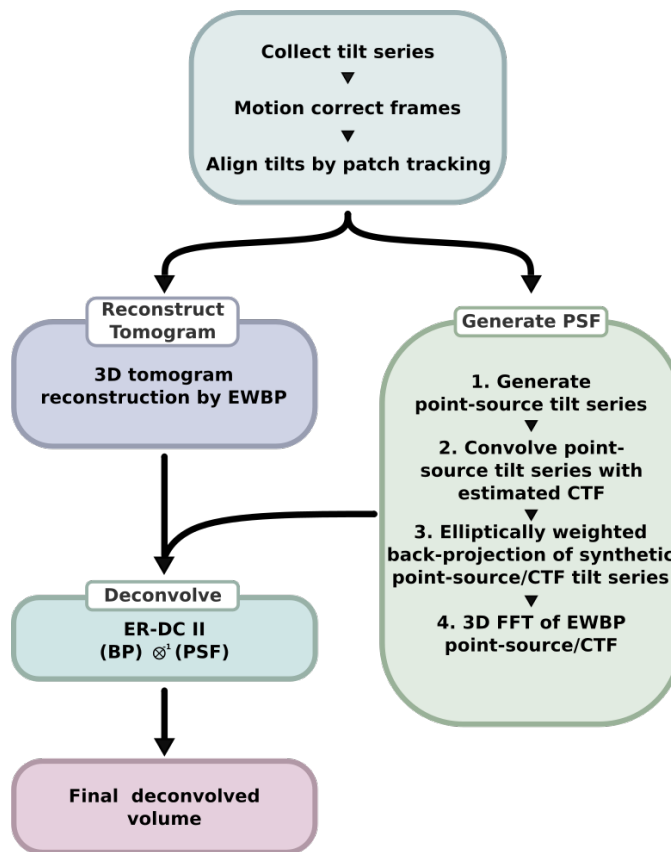 Collect tilt series
Motion correct frames
Align tilts by patch tracking
Reconstruct
Tomogram
3D tomogram
reconstruction by EWBP
Generate PSF
1. Generate
point-source tilt series
2. Convolve point-
source tilt series with
estimated CTF
3. Elliptically weighted
back-projection of synthetic
point-source/CTF tilt series
4. 3D FFT of EWBP
point-source/CTF
Deconvolve
ER-DC II
(BP) ⊗⁻¹ (PSF)
Final deconvolved
volume